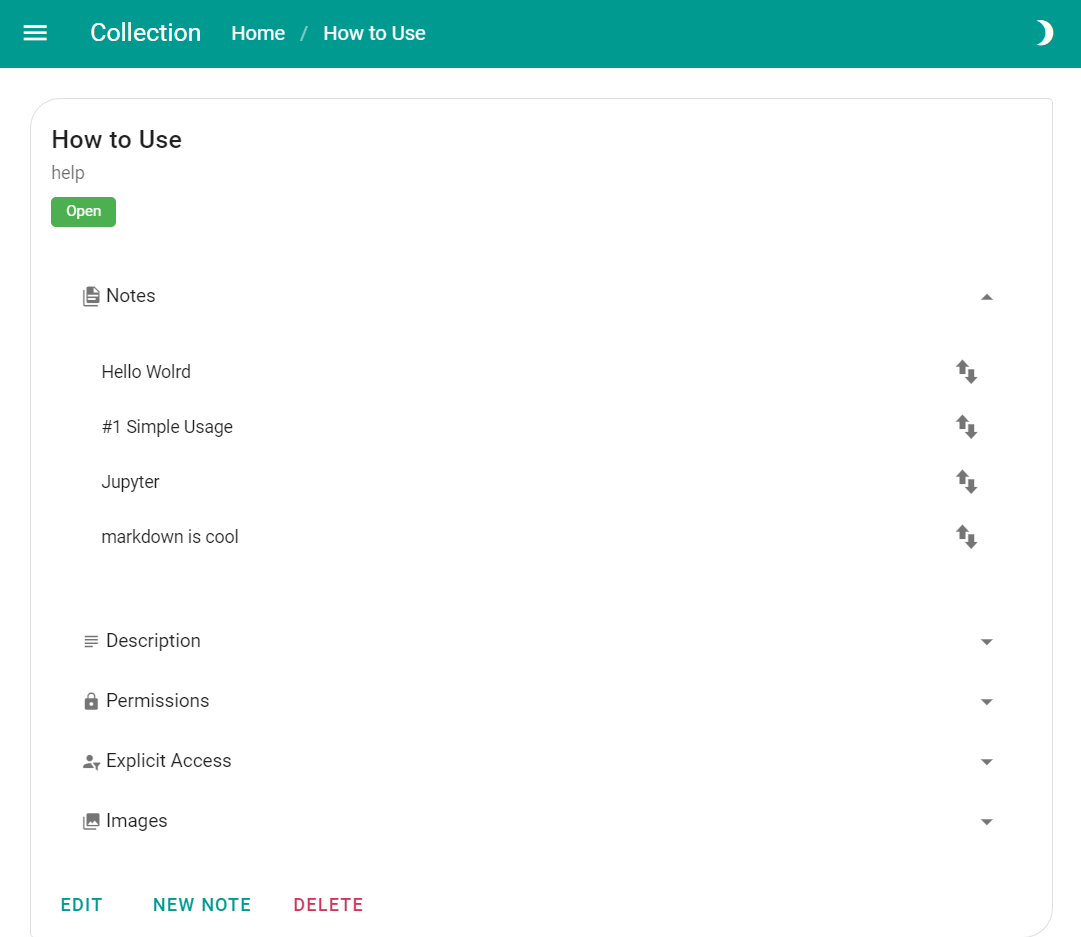 Collection Home / How to Use
How to Use
help
Open
Notes
Hello Wolrd
#1 Simple Usage
Jupyter
markdown is cool
Description
Permissions
Explicit Access
Images
EDIT NEW NOTE DELETE